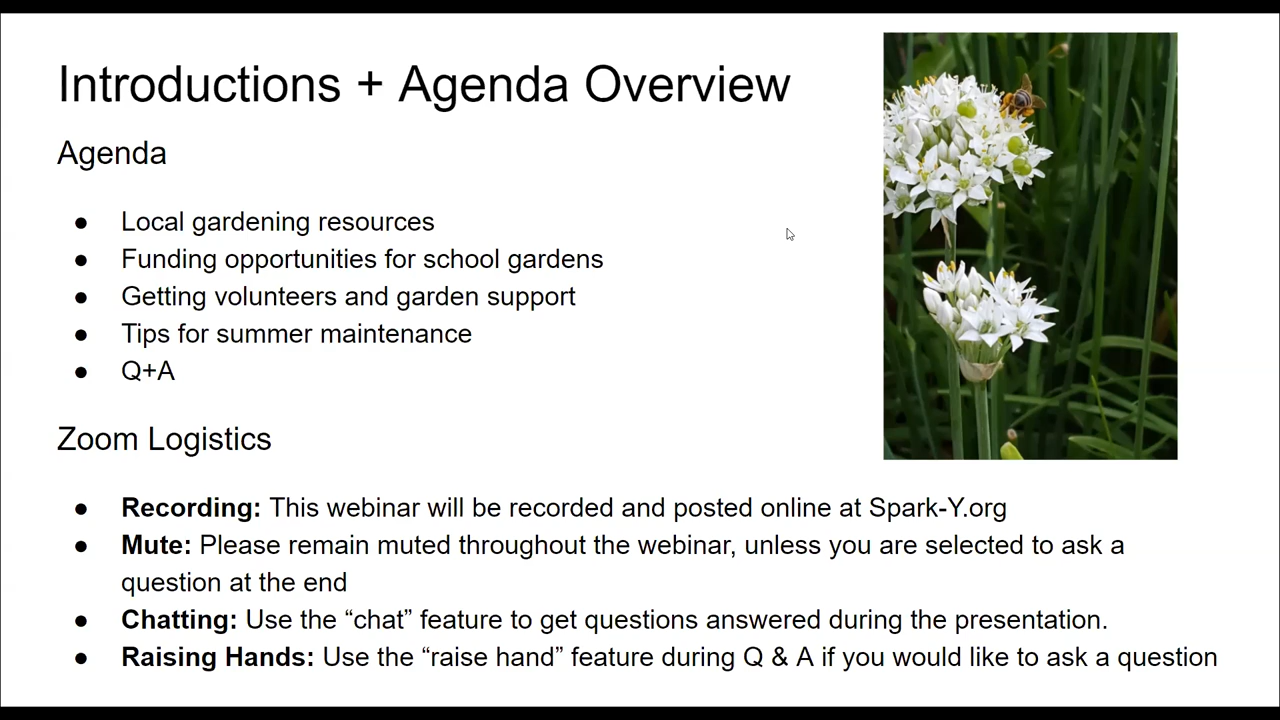 Introductions + Agenda Overview
Agenda
● Local gardening resources
● Funding opportunities for school gardens
● Getting volunteers and garden support
● Tips for summer maintenance
● Q+A
Zoom Logistics
● Recording: This webinar will be recorded and posted online at Spark-Y.org
● Mute: Please remain muted throughout the webinar, unless you are selected to ask a
question at the end
● Chatting: Use the “chat” feature to get questions answered during the presentation.
● Raising Hands: Use the “raise hand” feature during Q & A if you would like to ask a question